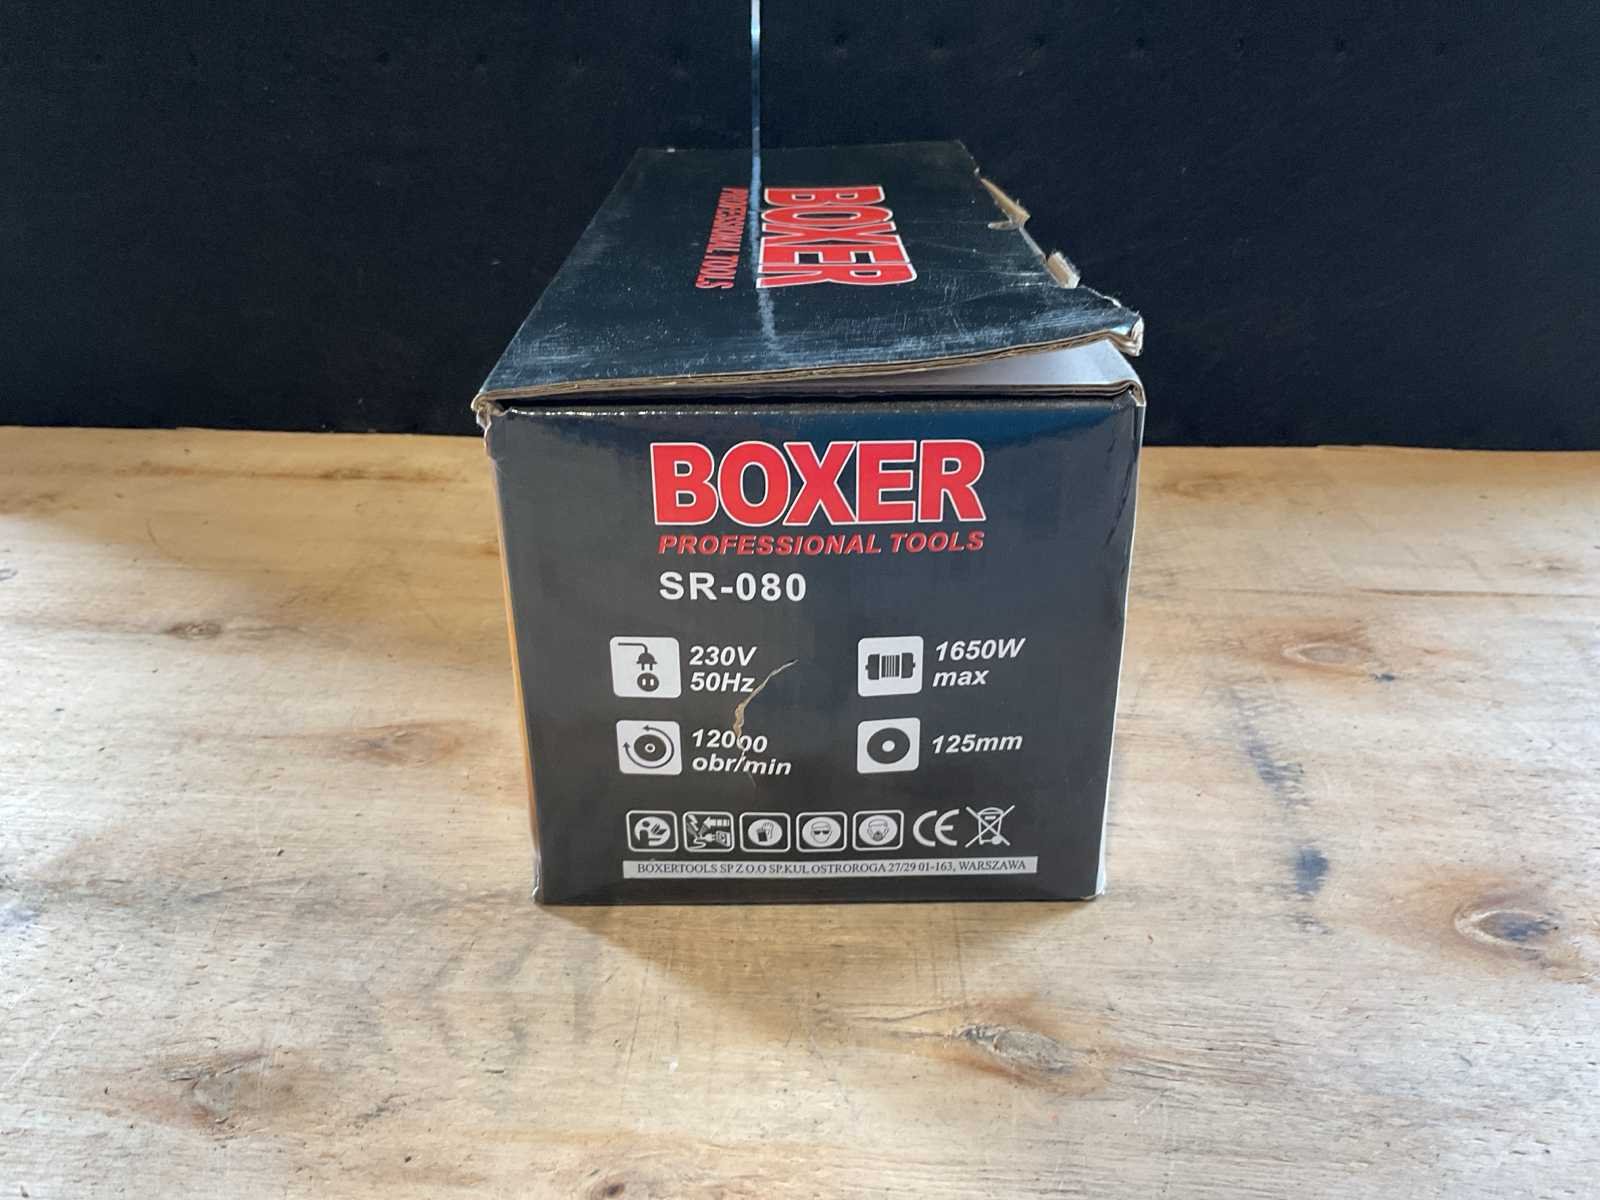 BOXER
PROFESSIONAL TOOLS
BOXER
PROFESSIONAL TOOLS
SR-080
230V
50Hz
1650W
max
12000
obr/min
125mm
CE
BOXERTOOLS SP Z O.O SP.KUL OSTROROGA 27/29 01-163, WARSZAWA